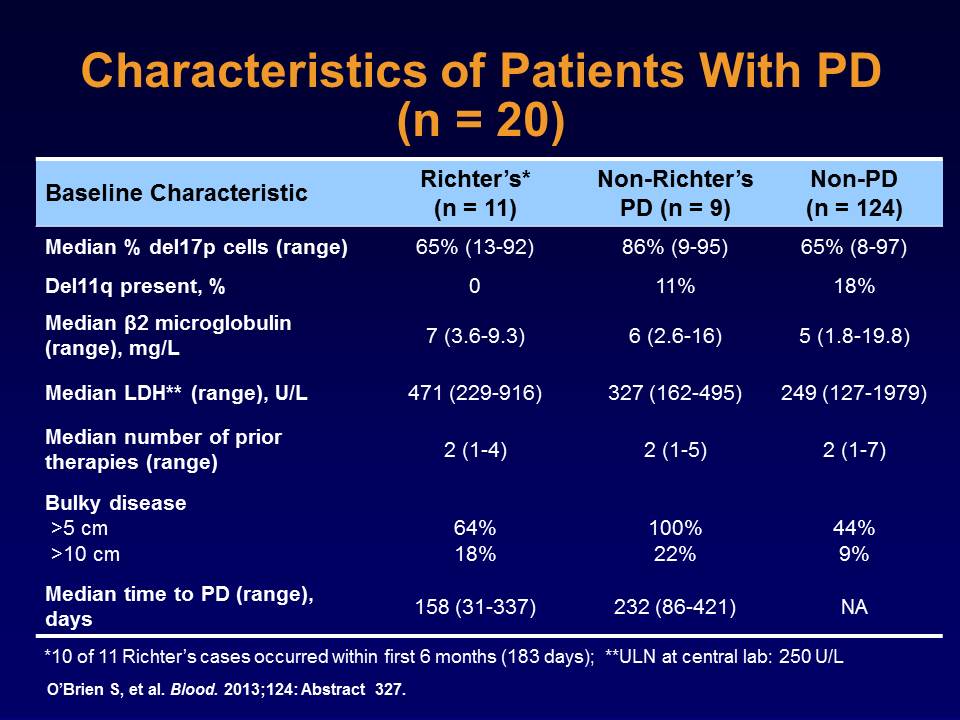 Characteristics of Patients With PD
(n = 20)
Baseline Characteristic Richter's* (n = 11) Non-Richter's PD (n = 9) Non-PD (n = 124)
Median % del17p cells (range) 65% (13-92) 86% (9-95) 65% (8-97)
Del11q present, % 0 11% 18%
Median β2 microglobulin
(range), mg/L 7 (3.6-9.3) 6 (2.6-16) 5 (1.8-19.8)
Median LDH** (range), U/L 471 (229-916) 327 (162-495) 249 (127-1979)
Median number of prior
therapies (range) 2 (1-4) 2 (1-5) 2 (1-7)
Bulky disease
>5 cm 64% 100% 44%
>10 cm 18% 22% 9%
Median time to PD (range),
days 158 (31-337) 232 (86-421) NA
*10 of 11 Richter's cases occurred within first 6 months (183 days); **ULN at central lab: 250 U/L
O'Brien S, et al. Blood. 2013;124: Abstract 327.